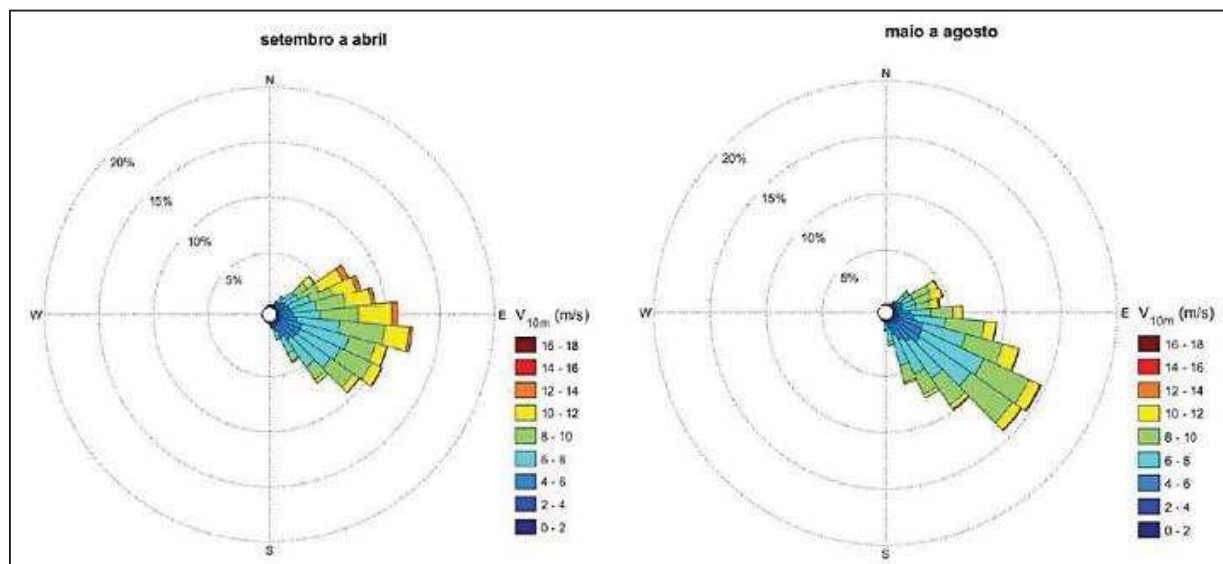 setembro a abril
N
20%
15%
10%
5%
W
E
S
V10m (m/s)
16 - 18
14 - 16
12 - 14
10 - 12
8 - 10
6 - 8
4 - 6
2 - 4
0 - 2
maio a agosto
N
20%
15%
10%
5%
W
E
S
V10m (m/s)
16 - 18
14 - 16
12 - 14
10 - 12
8 - 10
6 - 8
4 - 6
2 - 4
0 - 2